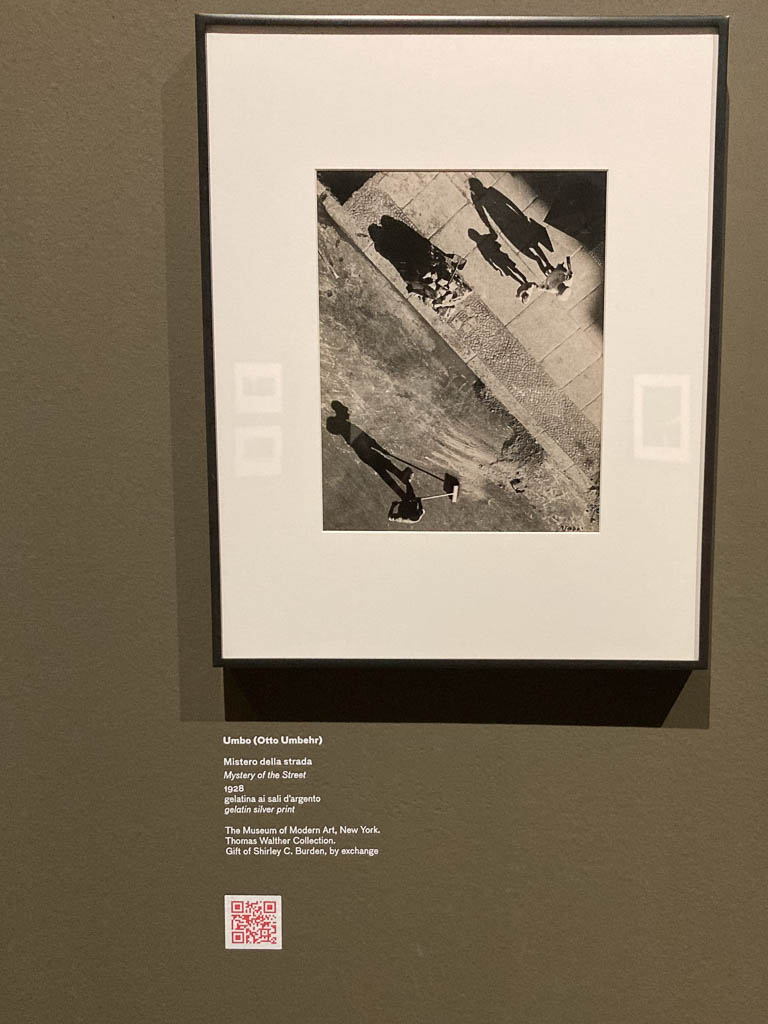 Umbo (Otto Umbehr)
Mistero della strada
Mystery of the Street
1928
gelatina ai sali d'argento
gelatin silver print
The Museum of Modern Art, New York.
Thomas Walther Collection.
Gift of Shirley C. Burden, by exchange